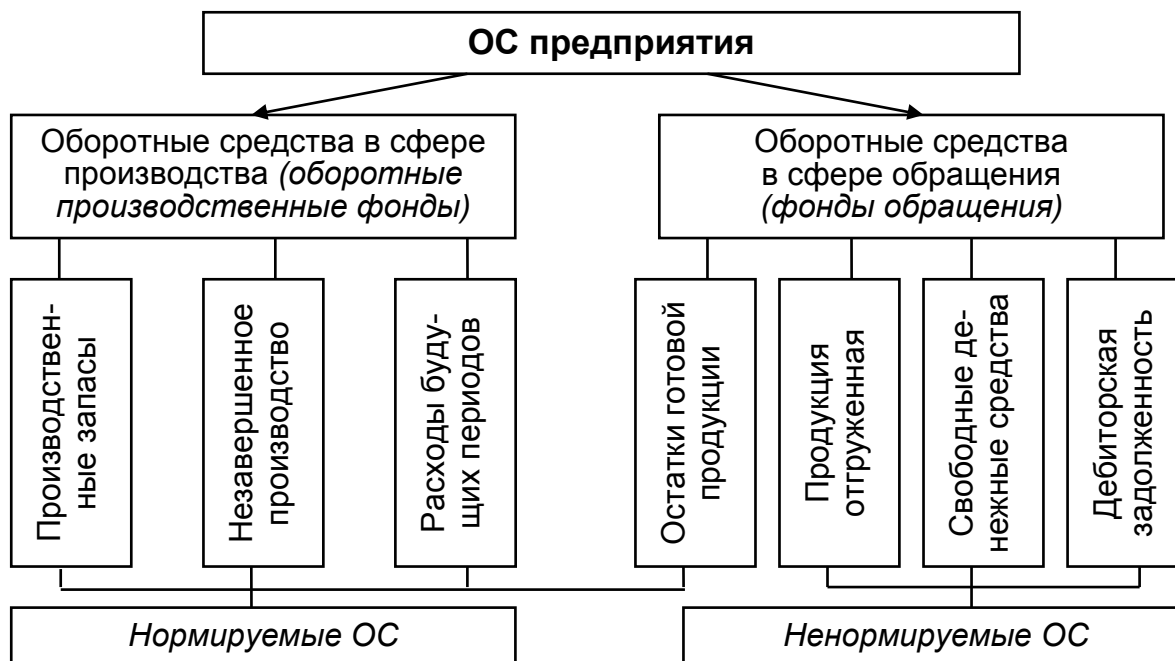 ОС предприятия
Оборотные средства в сфере
производства (оборотные
производственные фонды)
Оборотные средства
в сфере обращения
(фонды обращения)
Производствен-
ные запасы
Незавершенное
производство
Расходы буду-
щих периодов
Остатки готовой
продукции
Продукция
отгруженная
Свободные де-
нежные средства
Дебиторская
задолженность
Нормируемые ОС
Ненормируемые ОС